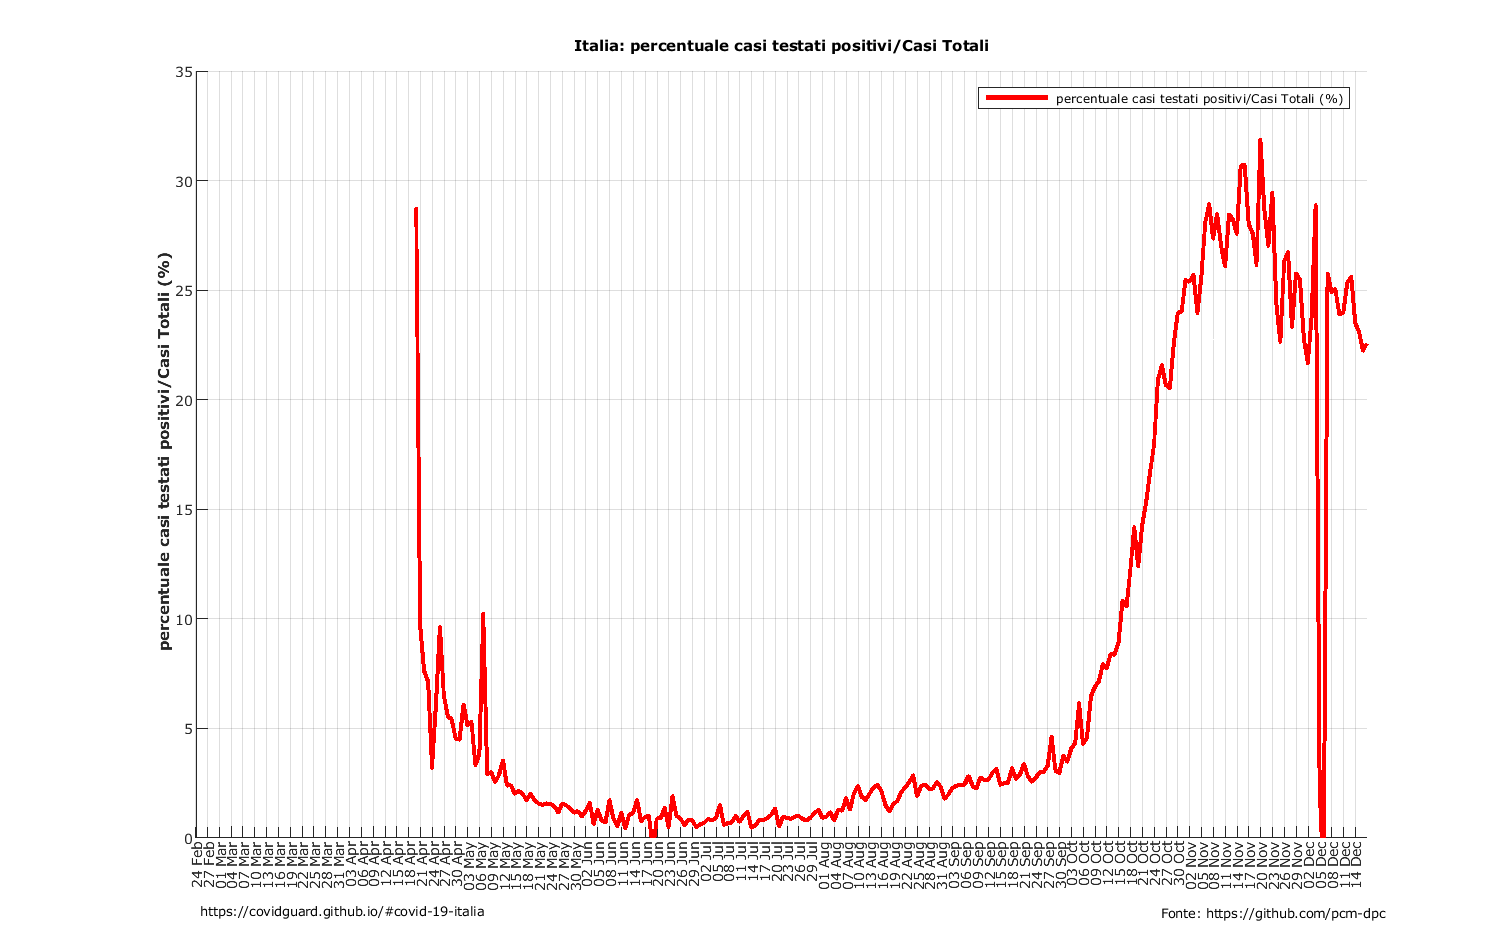 Italia: percentuale casi testati positivi/Casi Totali
percentuale casi testati positivi/Casi Totali (%)
percentuale casi testati positivi/Casi Totali (%)
35
30
25
20
15
10
5
0
24 Feb
27 Feb
01 Mar
04 Mar
07 Mar
10 Mar
13 Mar
16 Mar
19 Mar
22 Mar
25 Mar
28 Mar
31 Mar
03 Apr
06 Apr
09 Apr
12 Apr
15 Apr
18 Apr
21 Apr
24 Apr
27 Apr
30 Apr
03 May
06 May
09 May
12 May
15 May
18 May
21 May
24 May
27 May
30 May
02 Jun
05 Jun
08 Jun
11 Jun
14 Jun
17 Jun
20 Jun
23 Jun
26 Jun
29 Jun
02 Jul
05 Jul
08 Jul
11 Jul
14 Jul
17 Jul
20 Jul
23 Jul
26 Jul
29 Jul
01 Aug
04 Aug
07 Aug
10 Aug
13 Aug
16 Aug
19 Aug
22 Aug
25 Aug
28 Aug
31 Aug
03 Sep
06 Sep
09 Sep
12 Sep
15 Sep
18 Sep
21 Sep
24 Sep
27 Sep
30 Sep
03 Oct
06 Oct
09 Oct
12 Oct
15 Oct
18 Oct
21 Oct
24 Oct
27 Oct
30 Oct
02 Nov
05 Nov
08 Nov
11 Nov
14 Nov
17 Nov
20 Nov
23 Nov
26 Nov
29 Nov
02 Dec
05 Dec
08 Dec
11 Dec
14 Dec
https://covidguard.github.io/#covid-19-italia
Fonte: https://github.com/pcm-dpc